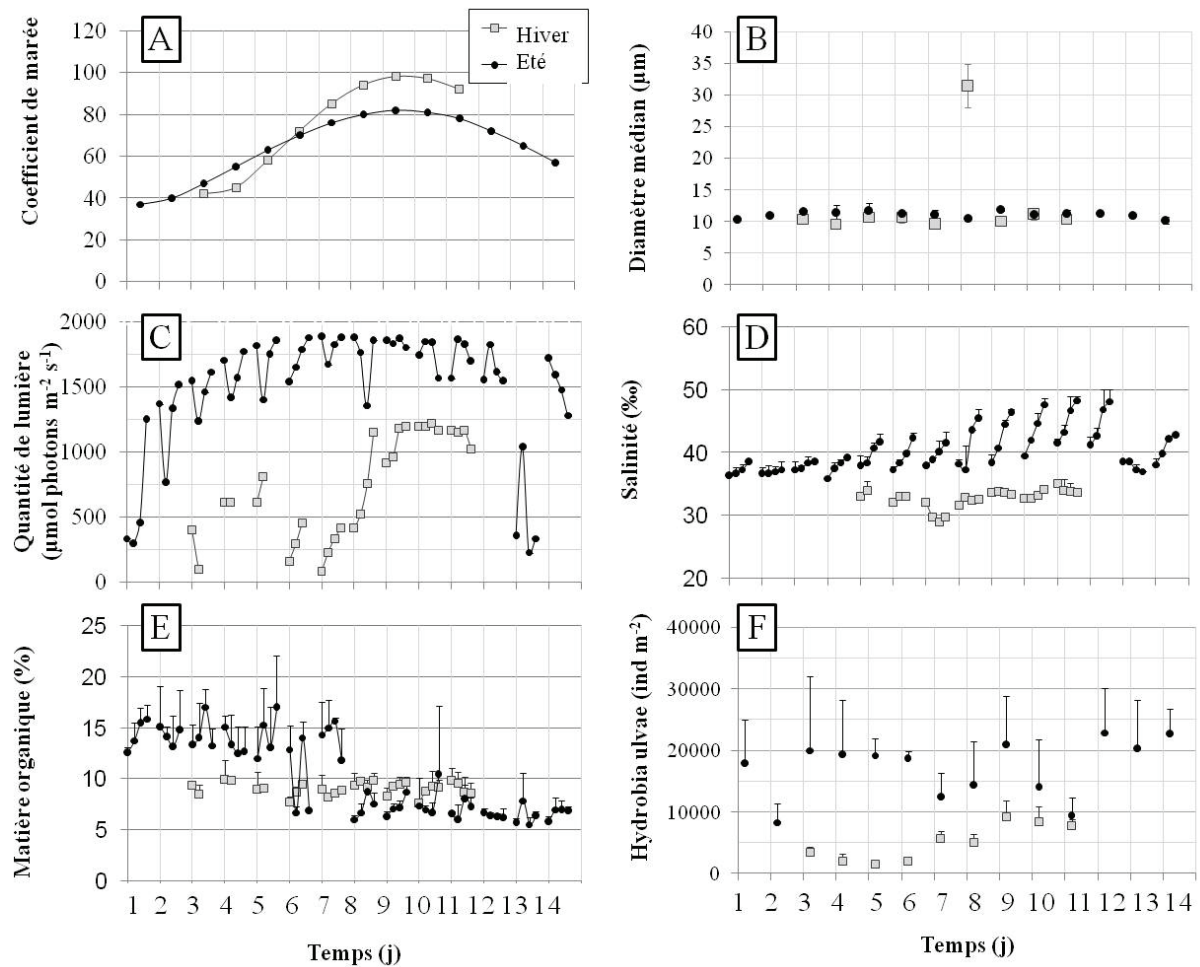 A
Coefficient de marée
120
100
80
60
40
20
0
Hiver
Eté
B
Diamètre médian (µm)
40
35
30
25
20
15
10
5
0
C
Quantité de lumière
(µmol photons m⁻² s⁻¹)
2000
1500
1000
500
0
D
Salinité (‰)
60
50
40
30
20
E
Matière organique (%)
25
20
15
10
5
0
1 2 3 4 5 6 7 8 9 10 11 12 13 14
Temps (j)
F
Hydrobia ulvae (ind m⁻²)
40000
30000
20000
10000
0
1 2 3 4 5 6 7 8 9 10 11 12 13 14
Temps (j)